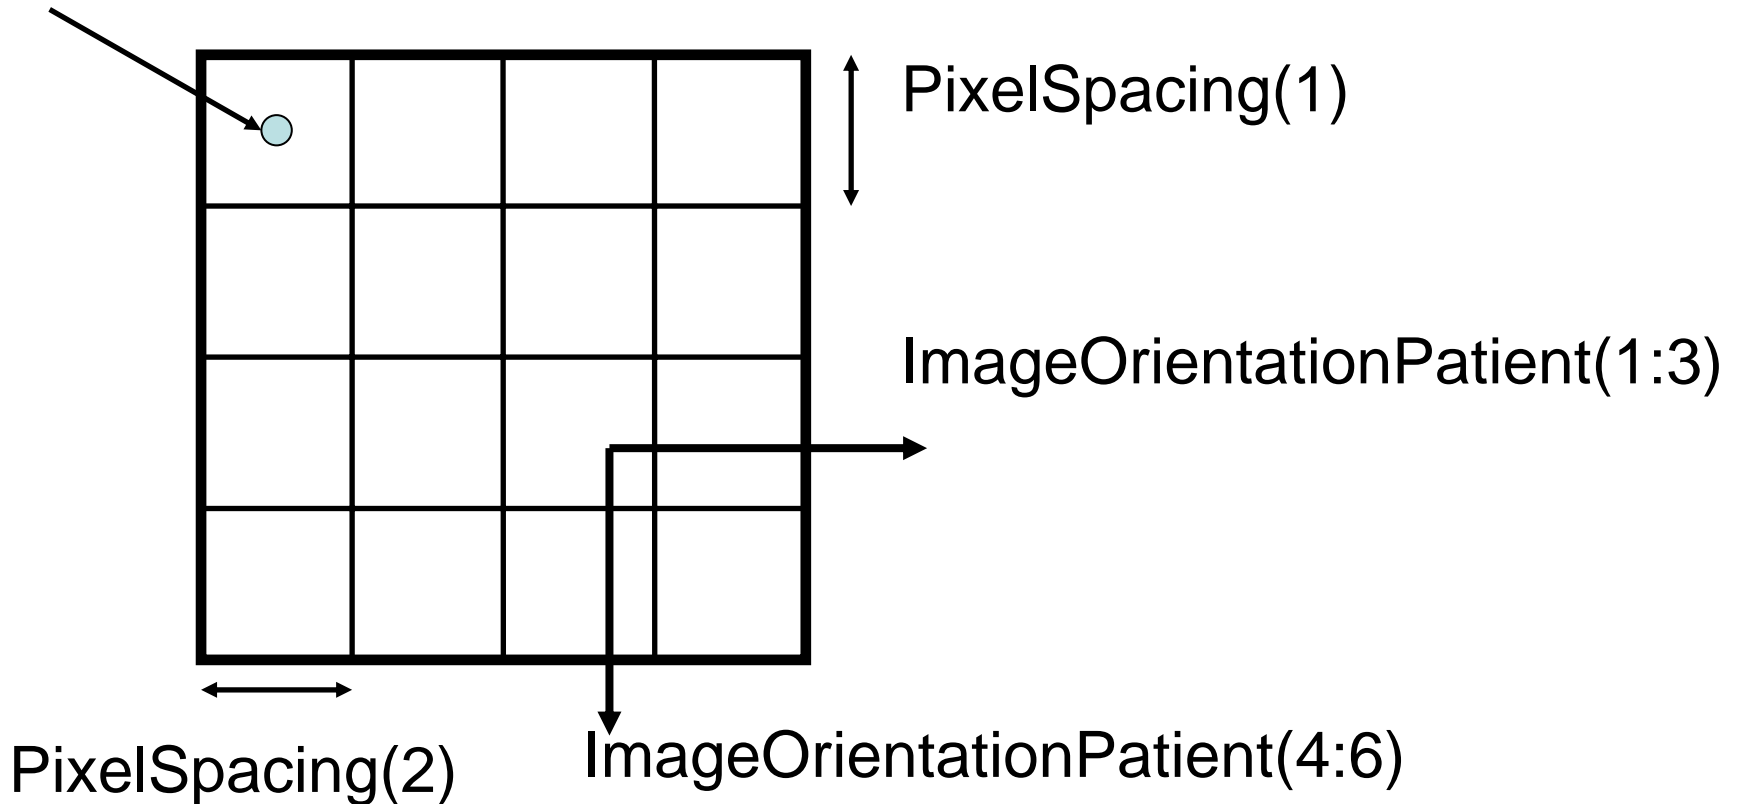 PixelSpacing(1)
ImageOrientationPatient(1:3)
ImageOrientationPatient(4:6)
PixelSpacing(2)